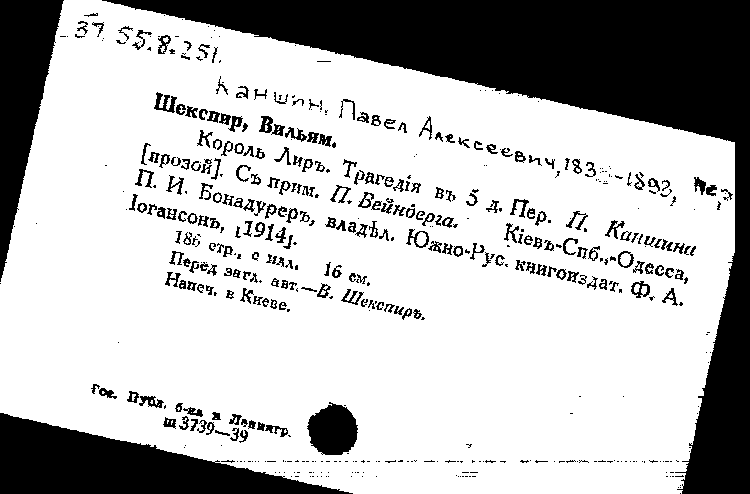 37.55.8.251.
Каншин, Павел Алексеевич, 183 -1893,
Шекспир, Вильям.
Король Лиръ. Трагедія въ 5 д. Пер. П. Каншина
[прозой]. Съ прим. П. Вейнберга. Кіевъ-Спб.,-Одесса,
П. И. Бонадуреръ, владѣл. Южно-Рус. книгоиздат. Ф. А.
Іогансонъ, [1914].
186 стр., с илл. 16 см.
Перед загл. авт.—В. Шекспиръ.
Напеч. в Киеве.
Гос. Публ. б-ка в Ленингр.
ш 3739—39